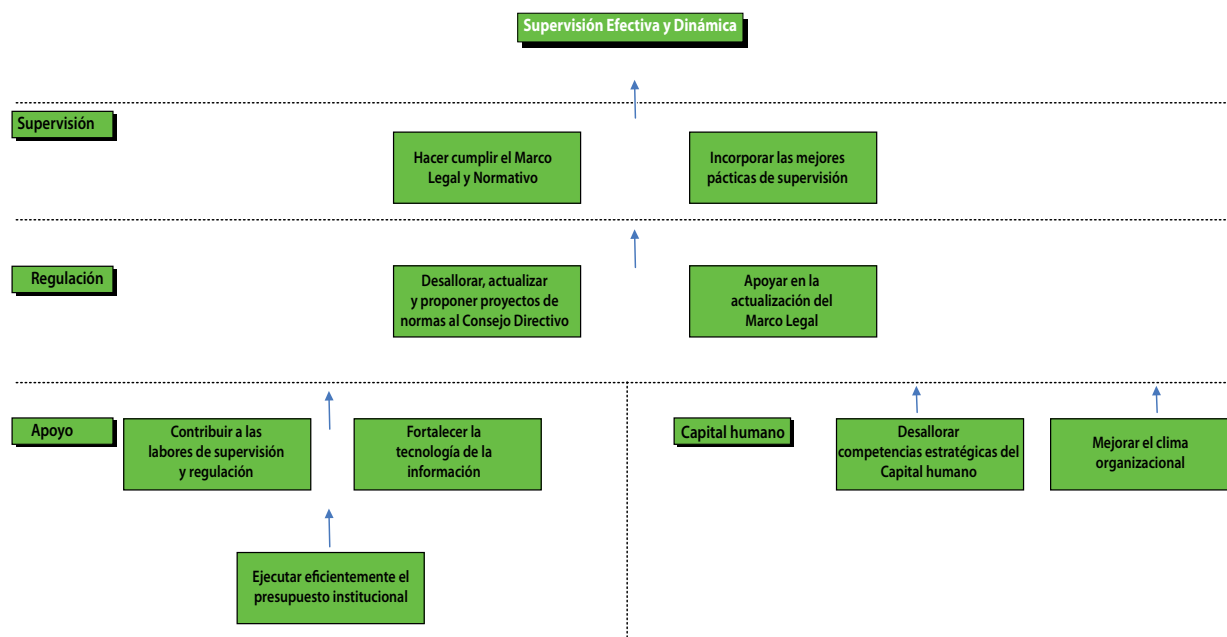 Supervisión Efectiva y Dinámica
Supervisión
Hacer cumplir el Marco
Legal y Normativo
Incorporar las mejores
pácticas de supervisión
Regulación
Desallorar, actualizar
y proponer proyectos de
normas al Consejo Directivo
Apoyar en la
actualización del
Marco Legal
Apoyo
Contribuir a las
labores de supervisión
y regulación
Fortalecer la
tecnología de la
información
Capital humano
Desallorar
competencias estratégicas del
Capital humano
Mejorar el clima
organizacional
Ejecutar eficientemente el
presupuesto institucional